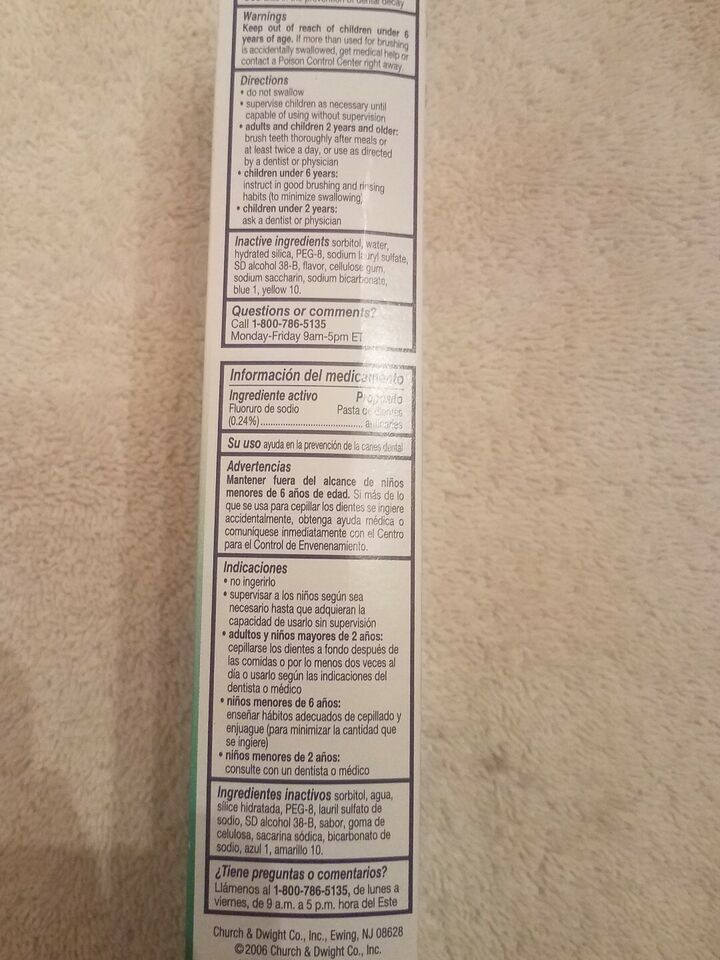 Use aids in the prevention of dental decay
Warnings
Keep out of reach of children under 6
years of age. If more than used for brushing
is accidentally swallowed, get medical help or
contact a Poison Control Center right away.
Directions
• do not swallow
• supervise children as necessary until
capable of using without supervision
• adults and children 2 years and older:
brush teeth thoroughly after meals or
at least twice a day, or use as directed
by a dentist or physician
• children under 6 years:
instruct in good brushing and rinsing
habits (to minimize swallowing)
• children under 2 years:
ask a dentist or physician
Inactive ingredients sorbitol, water,
hydrated silica, PEG-8, sodium lauryl sulfate,
SD alcohol 38-B, flavor, cellulose gum,
sodium saccharin, sodium bicarbonate,
blue 1, yellow 10.
Questions or comments?
Call 1-800-786-5135
Monday-Friday 9am-5pm ET
Información del medicamento
Ingrediente activo Propósito
Fluoruro de sodio Pasta de dientes
(0.24%)............................... anticaries
Su uso ayuda en la prevención de la caries dental
Advertencias
Mantener fuera del alcance de niños
menores de 6 años de edad. Si más de lo
que se usa para cepillar los dientes se ingiere
accidentalmente, obtenga ayuda médica o
comuníquese inmediatamente con el Centro
para el Control de Envenenamiento.
Indicaciones
• no ingerirlo
• supervisar a los niños según sea
necesario hasta que adquieran la
capacidad de usarlo sin supervisión
• adultos y niños mayores de 2 años:
cepillarse los dientes a fondo después de
las comidas o por lo menos dos veces al
día o usarlo según las indicaciones del
dentista o médico
• niños menores de 6 años:
enseñar hábitos adecuados de cepillado y
enjuague (para minimizar la cantidad que
se ingiere)
• niños menores de 2 años:
consulte con un dentista o médico
Ingredientes inactivos sorbitol, agua,
sílice hidratada, PEG-8, lauril sulfato de
sodio, SD alcohol 38-B, sabor, goma de
celulosa, sacarina sódica, bicarbonato de
sodio, azul 1, amarillo 10.
¿Tiene preguntas o comentarios?
Llámenos al 1-800-786-5135, de lunes a
viernes, de 9 a.m. a 5 p.m. hora del Este
Church & Dwight Co., Inc., Ewing, NJ 08628
©2006 Church & Dwight Co., Inc.